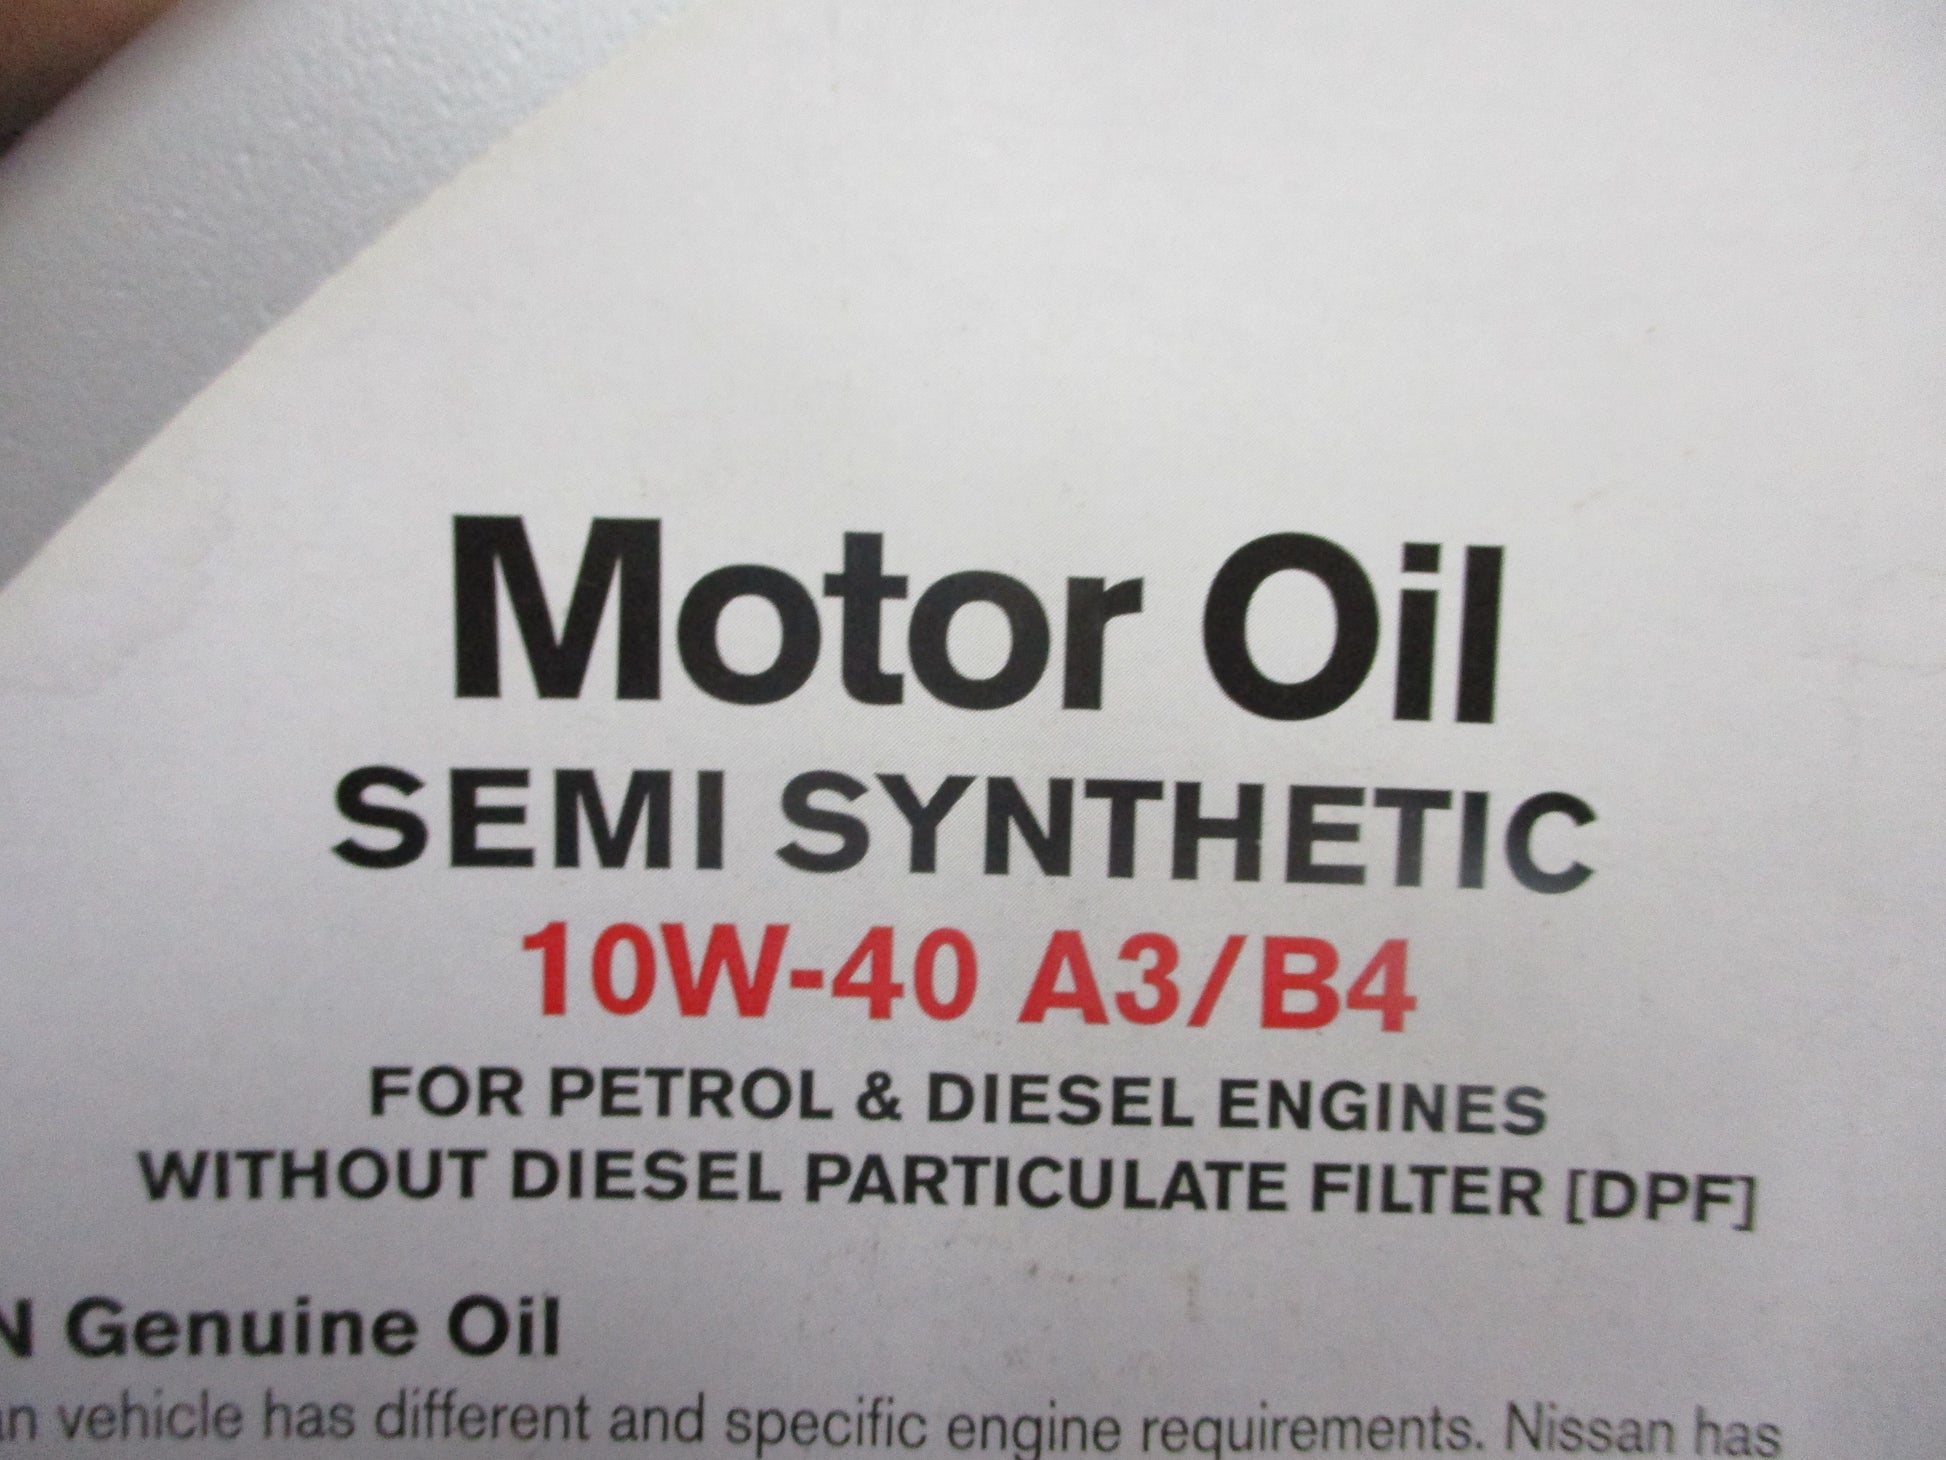 Motor Oil
SEMI SYNTHETIC
10W-40 A3/B4
FOR PETROL & DIESEL ENGINES
WITHOUT DIESEL PARTICULATE FILTER [DPF]
N Genuine Oil
an vehicle has different and specific engine requirements. Nissan has